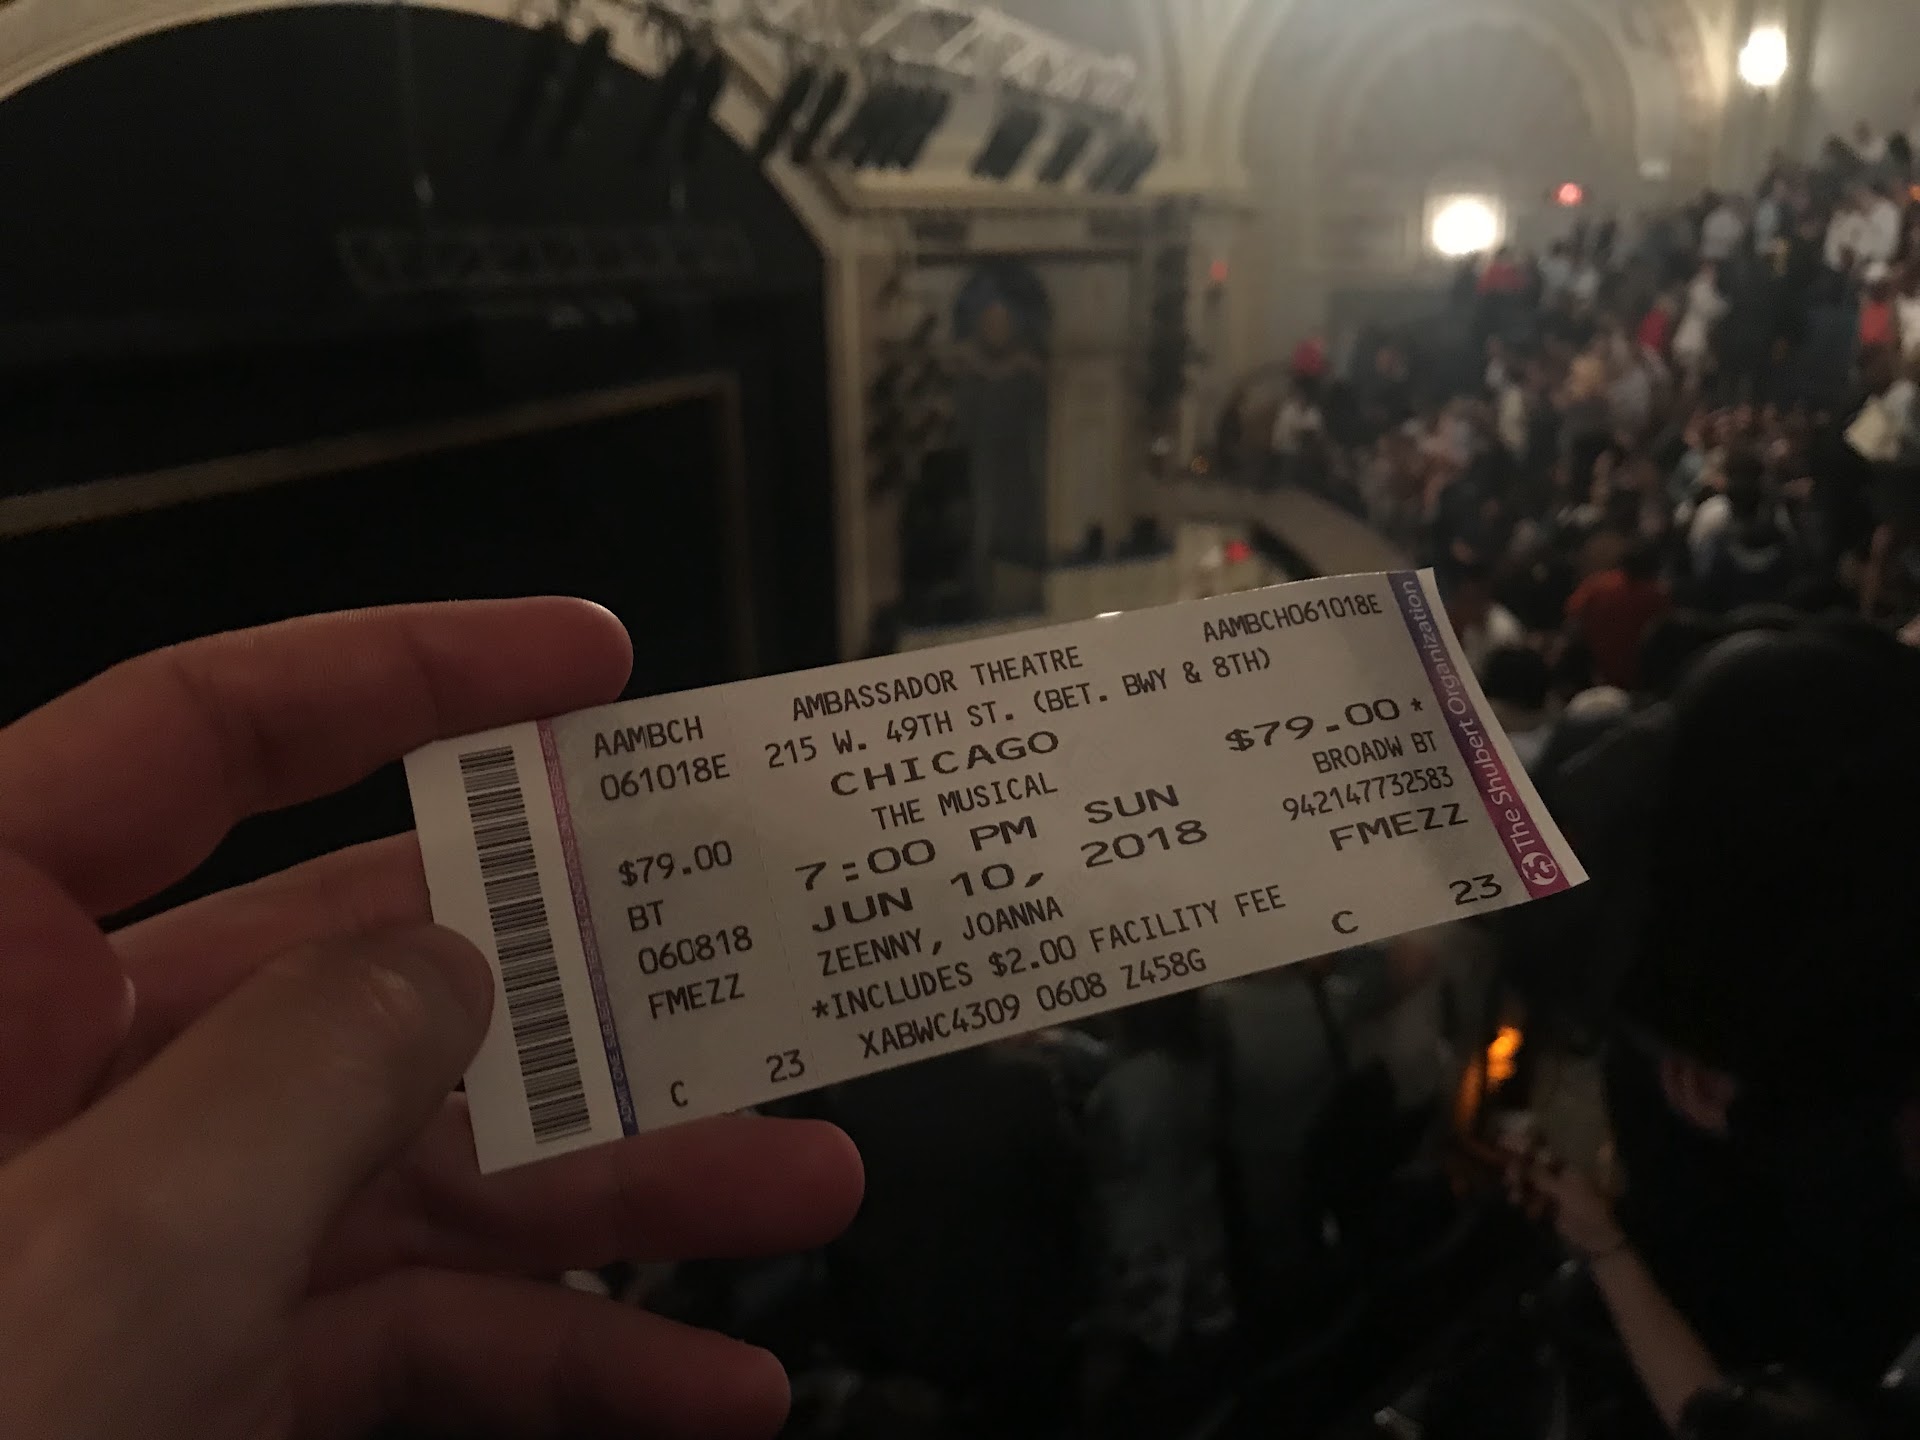 AAMBCH
061018E
$79.00
BT
060818
FMEZZ
C 23
AAMBCH061018E
AMBASSADOR THEATRE
215 W. 49TH ST. (BET. BWY & 8TH)
CHICAGO $79.00*
THE MUSICAL BROADW BT
7:00 PM SUN 942147732583
JUN 10, 2018 FMEZZ
ZEENNY, JOANNA
*INCLUDES $2.00 FACILITY FEE C 23
XABWC4309 0608 Z458G
The Shubert Organization